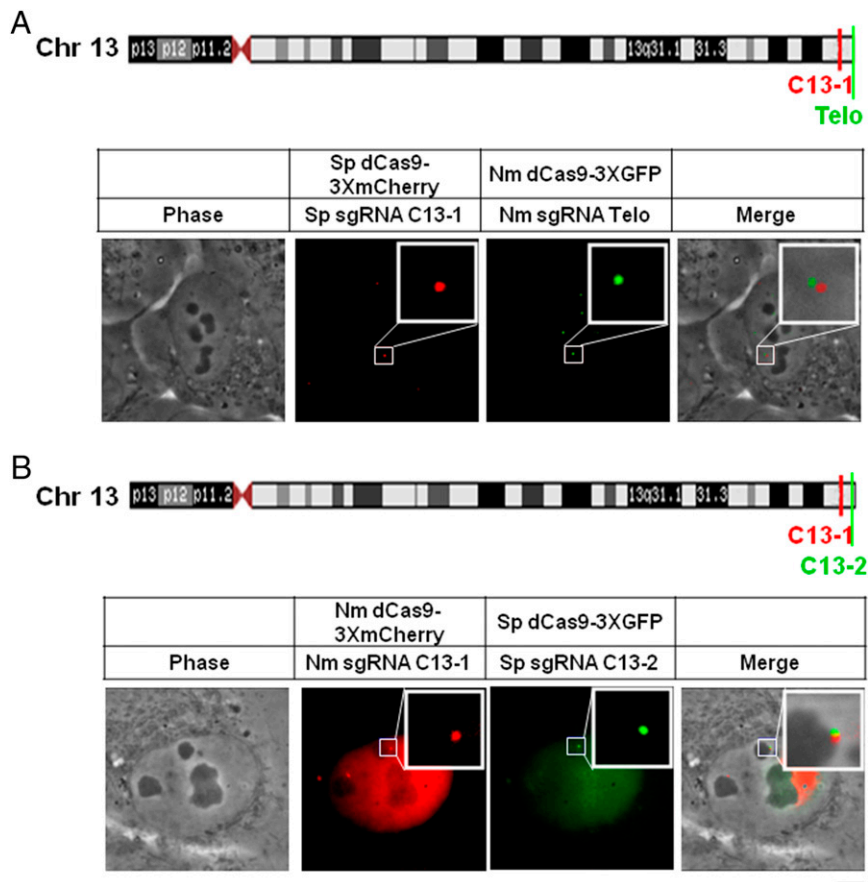 A
Chr 13
p13 p12 p11.2 13q31.1 31.3
C13-1
Telo
Sp dCas9-
3XmCherry
Nm dCas9-3XGFP
Phase
Sp sgRNA C13-1
Nm sgRNA Telo
Merge
B
Chr 13
p13 p12 p11.2 13q31.1 31.3
C13-1
C13-2
Nm dCas9-
3XmCherry
Sp dCas9-3XGFP
Phase
Nm sgRNA C13-1
Sp sgRNA C13-2
Merge